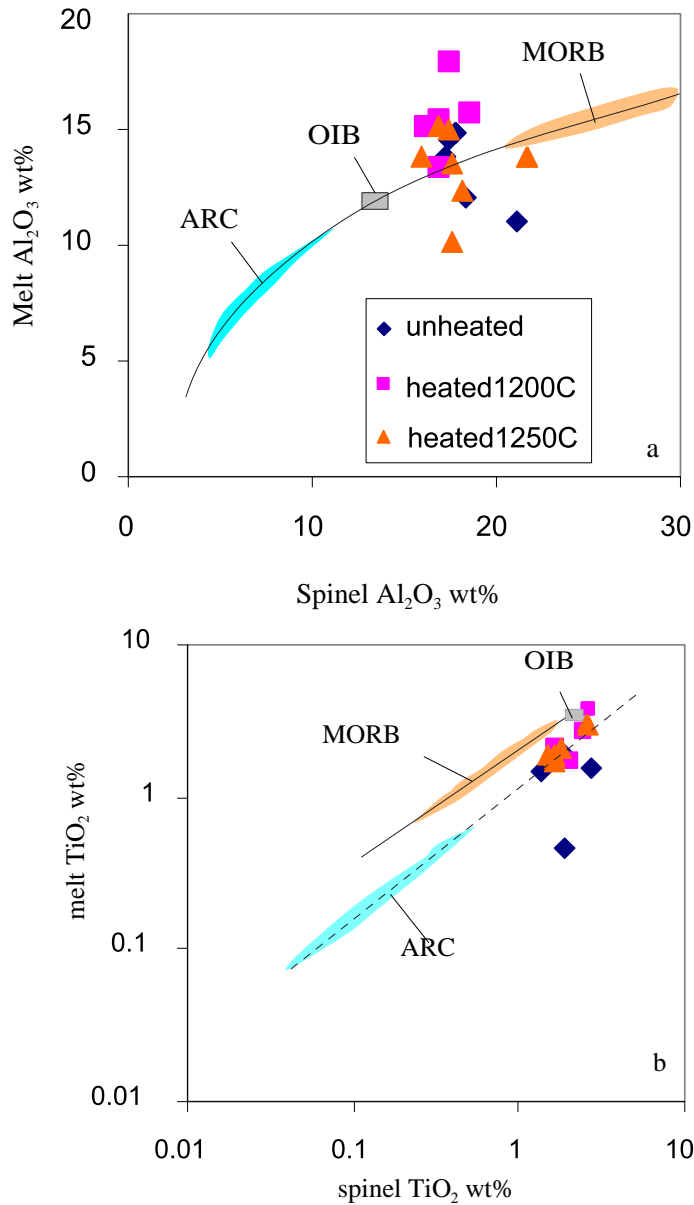 20
MORB
15
OIB
ARC
10
Melt Al₂O₃ wt%
unheated
5
heated1200C
heated1250C
a
0
0 10 20 30
Spinel Al₂O₃ wt%
10
OIB
MORB
1
melt TiO₂ wt%
0.1
ARC
b
0.01
0.01 0.1 1 10
spinel TiO₂ wt%